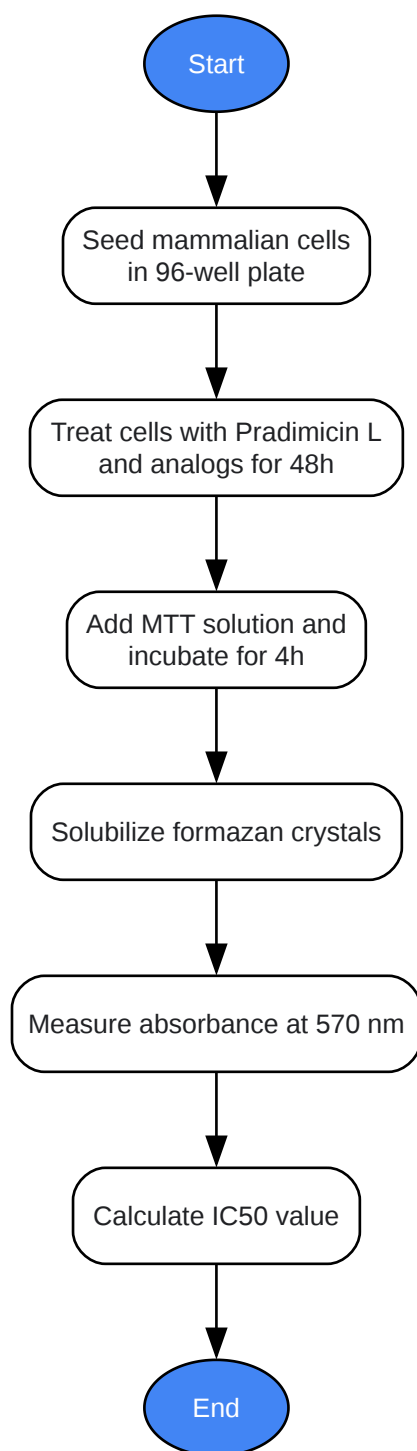 Start
Seed mammalian cells
in 96-well plate
Treat cells with Pradimicin L
and analogs for 48h
Add MTT solution and
incubate for 4h
Solubilize formazan crystals
Measure absorbance at 570 nm
Calculate IC50 value
End